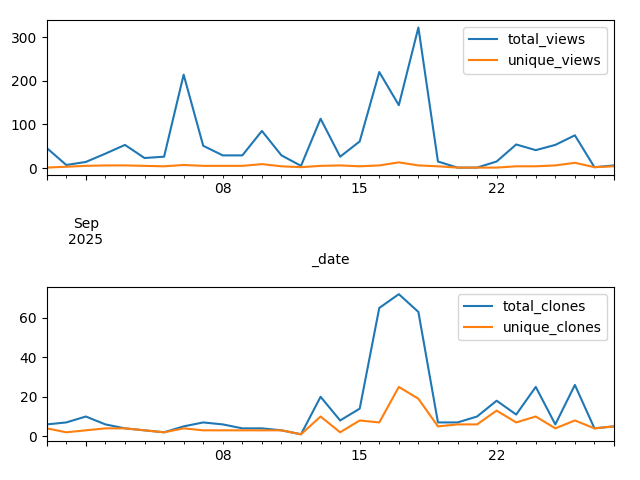 300
200
100
0
total_views
unique_views
08
15
22
Sep
2025
_date
60
40
20
0
total_clones
unique_clones
08
15
22